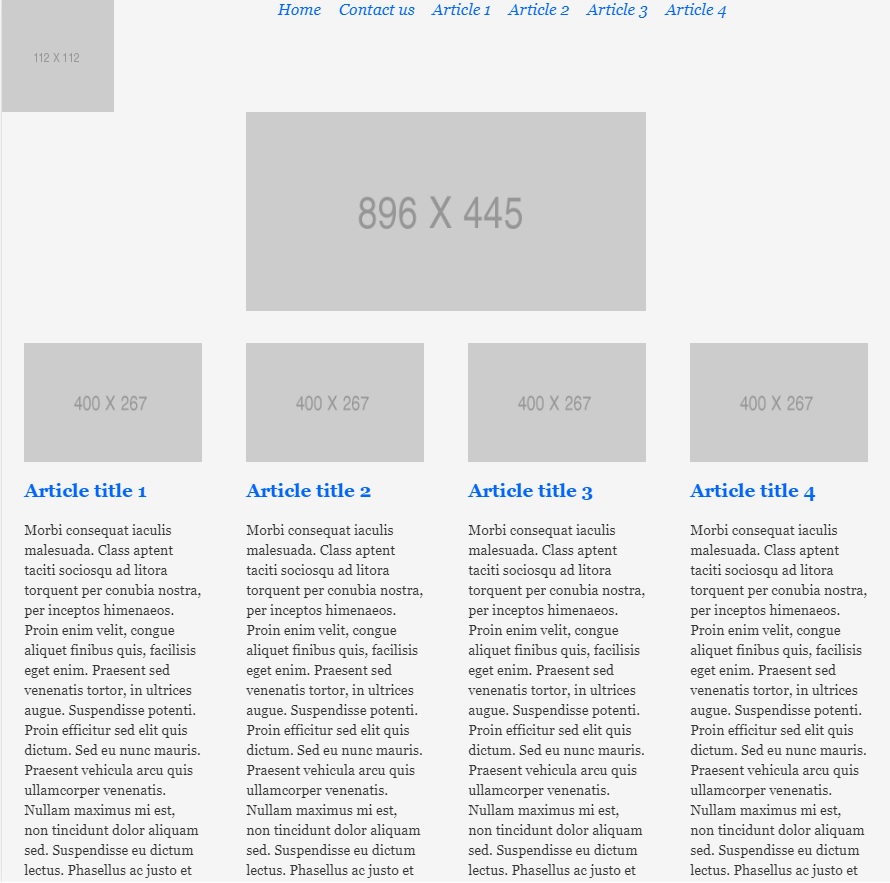 Home Contact us Article 1 Article 2 Article 3 Article 4
112 X 112
896 X 445
400 X 267
400 X 267
400 X 267
400 X 267
Article title 1
Morbi consequat iaculis
malesuada. Class aptent
taciti sociosqu ad litora
torquent per conubia nostra,
per inceptos himenaeos.
Proin enim velit, congue
aliquet finibus quis, facilisis
eget enim. Praesent sed
venenatis tortor, in ultrices
augue. Suspendisse potenti.
Proin efficitur sed elit quis
dictum. Sed eu nunc mauris.
Praesent vehicula arcu quis
ullamcorper venenatis.
Nullam maximus mi est,
non tincidunt dolor aliquam
sed. Suspendisse eu dictum
lectus. Phasellus ac justo et
Article title 2
Morbi consequat iaculis
malesuada. Class aptent
taciti sociosqu ad litora
torquent per conubia nostra,
per inceptos himenaeos.
Proin enim velit, congue
aliquet finibus quis, facilisis
eget enim. Praesent sed
venenatis tortor, in ultrices
augue. Suspendisse potenti.
Proin efficitur sed elit quis
dictum. Sed eu nunc mauris.
Praesent vehicula arcu quis
ullamcorper venenatis.
Nullam maximus mi est,
non tincidunt dolor aliquam
sed. Suspendisse eu dictum
lectus. Phasellus ac justo et
Article title 3
Morbi consequat iaculis
malesuada. Class aptent
taciti sociosqu ad litora
torquent per conubia nostra,
per inceptos himenaeos.
Proin enim velit, congue
aliquet finibus quis, facilisis
eget enim. Praesent sed
venenatis tortor, in ultrices
augue. Suspendisse potenti.
Proin efficitur sed elit quis
dictum. Sed eu nunc mauris.
Praesent vehicula arcu quis
ullamcorper venenatis.
Nullam maximus mi est,
non tincidunt dolor aliquam
sed. Suspendisse eu dictum
lectus. Phasellus ac justo et
Article title 4
Morbi consequat iaculis
malesuada. Class aptent
taciti sociosqu ad litora
torquent per conubia nostra,
per inceptos himenaeos.
Proin enim velit, congue
aliquet finibus quis, facilisis
eget enim. Praesent sed
venenatis tortor, in ultrices
augue. Suspendisse potenti.
Proin efficitur sed elit quis
dictum. Sed eu nunc mauris.
Praesent vehicula arcu quis
ullamcorper venenatis.
Nullam maximus mi est,
non tincidunt dolor aliquam
sed. Suspendisse eu dictum
lectus. Phasellus ac justo et